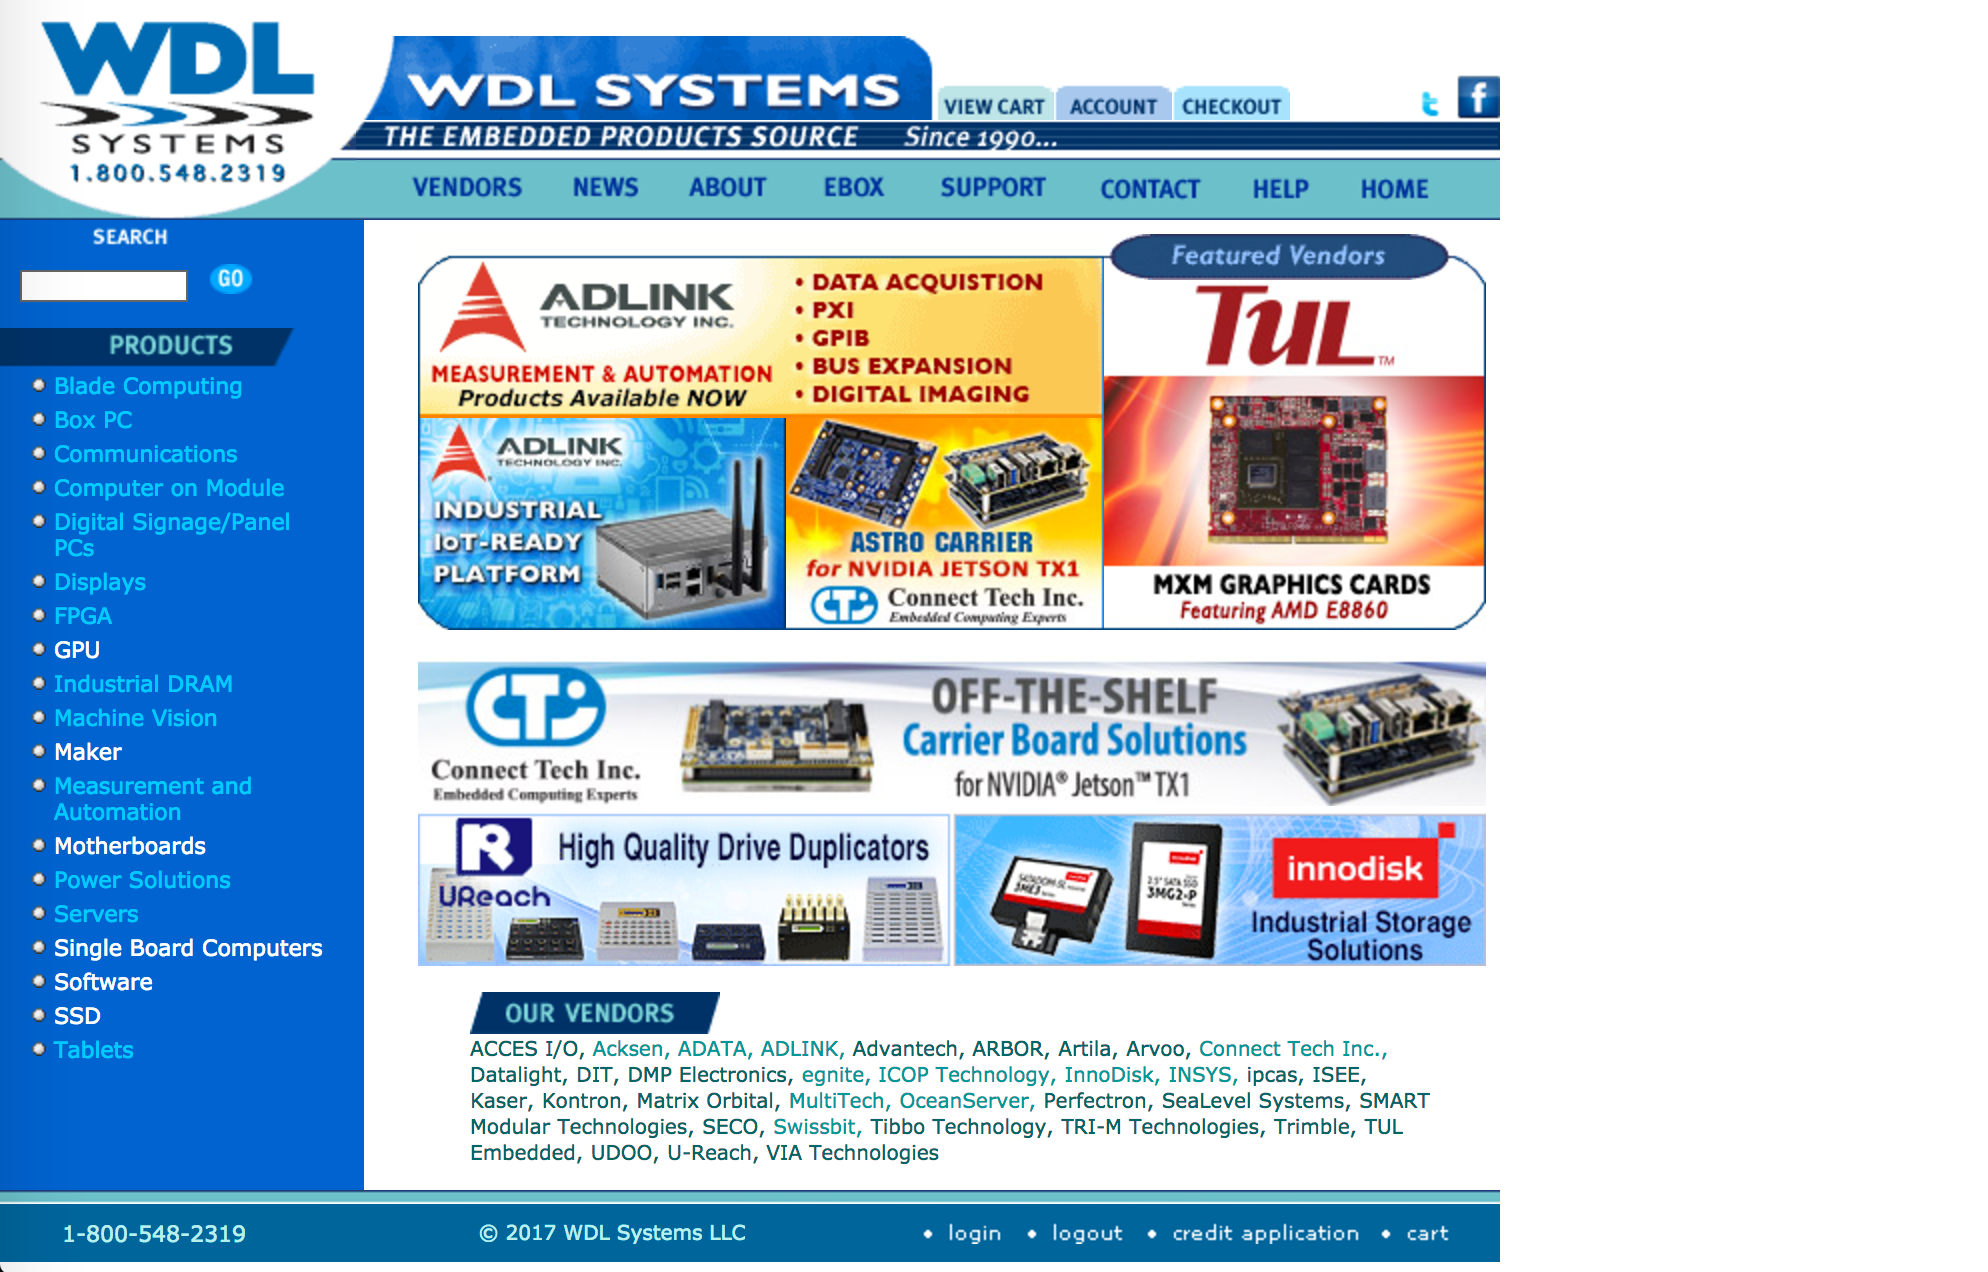 WDL
SYSTEMS
1.800.548.2319
WDL SYSTEMS
VIEW CART
ACCOUNT
CHECKOUT
t
f
THE EMBEDDED PRODUCTS SOURCE Since 1990...
VENDORS
NEWS
ABOUT
EBOX
SUPPORT
CONTACT
HELP
HOME
SEARCH
GO
PRODUCTS
Blade Computing
Box PC
Communications
Computer on Module
Digital Signage/Panel
PCs
Displays
FPGA
GPU
Industrial DRAM
Machine Vision
Maker
Measurement and
Automation
Motherboards
Power Solutions
Servers
Single Board Computers
Software
SSD
Tablets
ADLINK
TECHNOLOGY INC.
MEASUREMENT & AUTOMATION
Products Available NOW
• DATA ACQUISTION
• PXI
• GPIB
• BUS EXPANSION
• DIGITAL IMAGING
Featured Vendors
TUL™
MXM GRAPHICS CARDS
Featuring AMD E8860
ADLINK
TECHNOLOGY INC.
INDUSTRIAL
IoT-READY
PLATFORM
ASTRO CARRIER
for NVIDIA JETSON TX1
Connect Tech Inc.
Embedded Computing Experts
CTi
Connect Tech Inc.
Embedded Computing Experts
OFF-THE-SHELF
Carrier Board Solutions
for NVIDIA® Jetson™ TX1
R
UReach
High Quality Drive Duplicators
3ME3
2.5" SATA SSD
3MG2-P
innodisk
Industrial Storage
Solutions
OUR VENDORS
ACCES I/O, Acksen, ADATA, ADLINK, Advantech, ARBOR, Artila, Arvoo, Connect Tech Inc.,
Datalight, DIT, DMP Electronics, egnite, ICOP Technology, InnoDisk, INSYS, ipcas, ISEE,
Kaser, Kontron, Matrix Orbital, MultiTech, OceanServer, Perfectron, SeaLevel Systems, SMART
Modular Technologies, SECO, Swissbit, Tibbo Technology, TRI-M Technologies, Trimble, TUL
Embedded, UDOO, U-Reach, VIA Technologies
1-800-548-2319
© 2017 WDL Systems LLC
• login • logout • credit application • cart